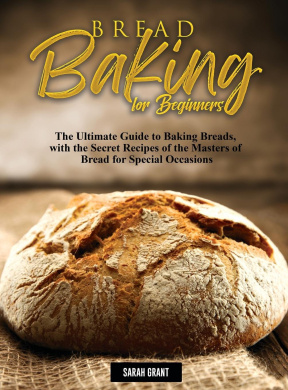 BREAD
Baking
for Beginners
The Ultimate Guide to Baking Breads,
with the Secret Recipes of the Masters of
Bread for Special Occasions
SARAH GRANT